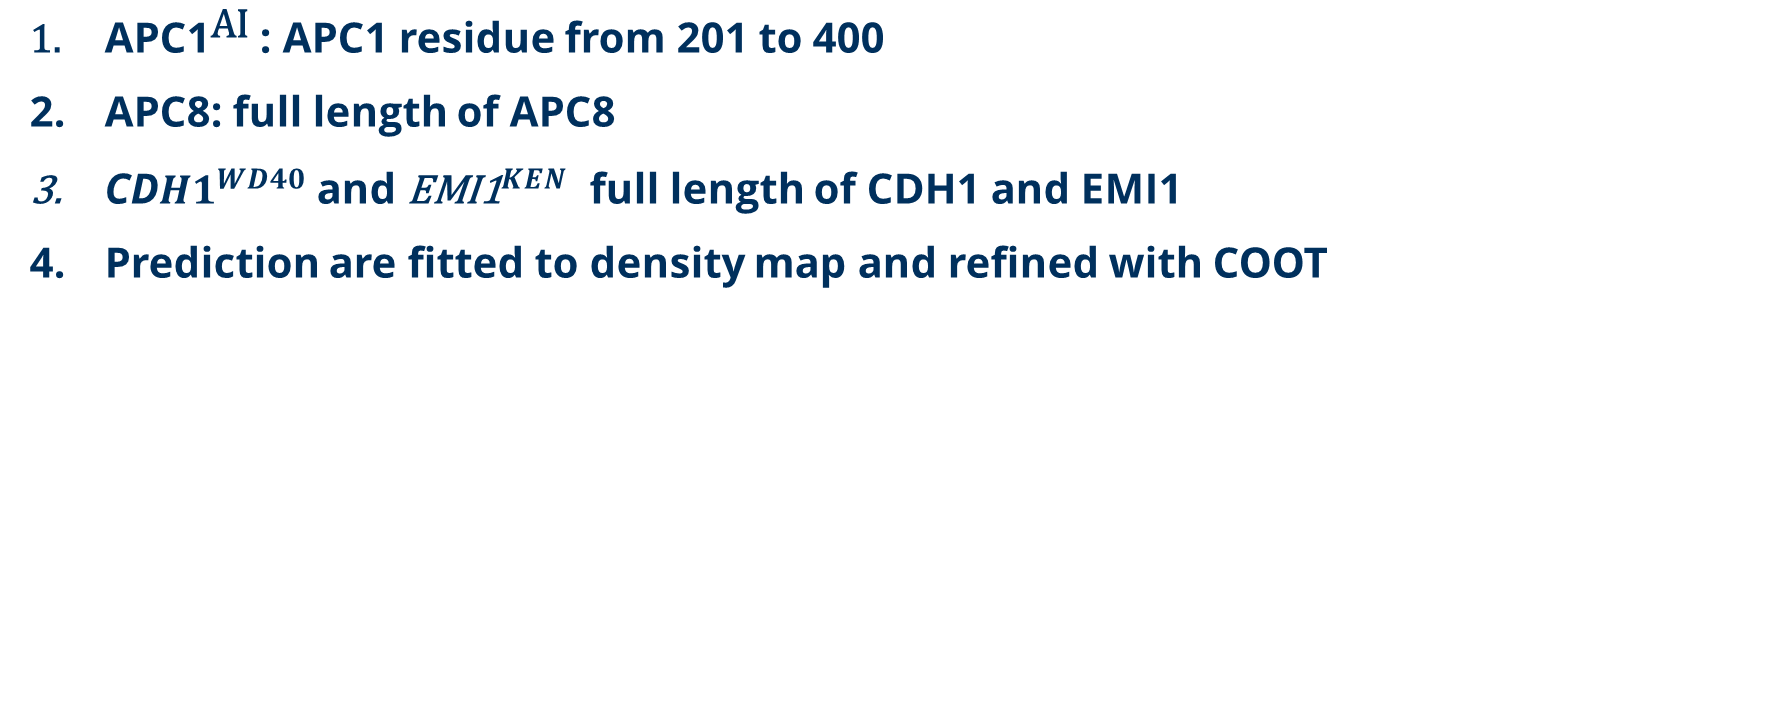 1. APC1^AI : APC1 residue from 201 to 400
2. APC8: full length of APC8
3. CDH1^WD40 and EMI1^KEN full length of CDH1 and EMI1
4. Prediction are fitted to density map and refined with COOT